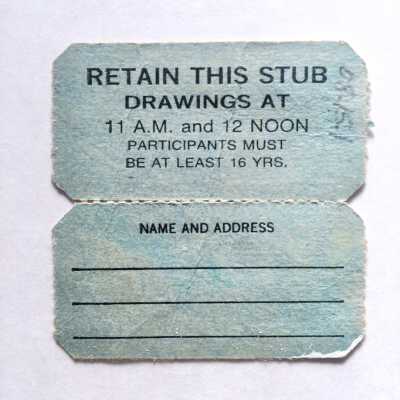 RETAIN THIS STUB
DRAWINGS AT
11 A.M. and 12 NOON
PARTICIPANTS MUST
BE AT LEAST 16 YRS.
NAME AND ADDRESS